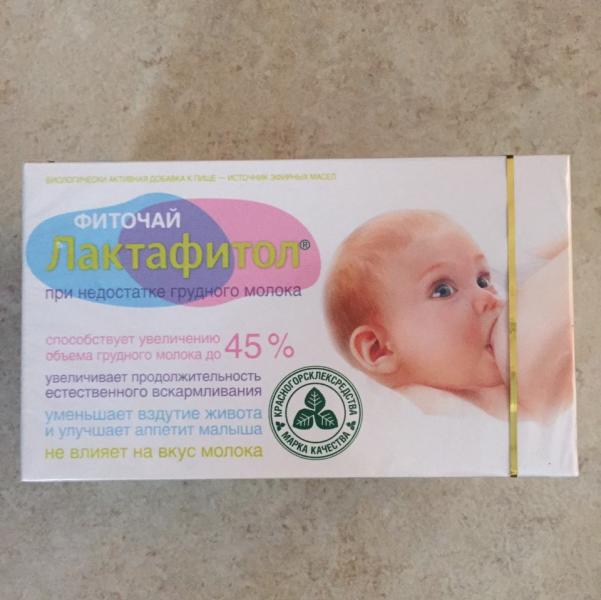 БИОЛОГИЧЕСКИ АКТИВНАЯ ДОБАВКА К ПИЩЕ — ИСТОЧНИК ЭФИРНЫХ МАСЕЛ
ФИТОЧАЙ
Лактафитол®
при недостатке грудного молока
способствует увеличению
объема грудного молока до 45 %
увеличивает продолжительность
естественного вскармливания
уменьшает вздутие живота
и улучшает аппетит малыша
не влияет на вкус молока
КРАСНОГОРСКЛЕКСРЕДСТВА
МАРКА КАЧЕСТВА